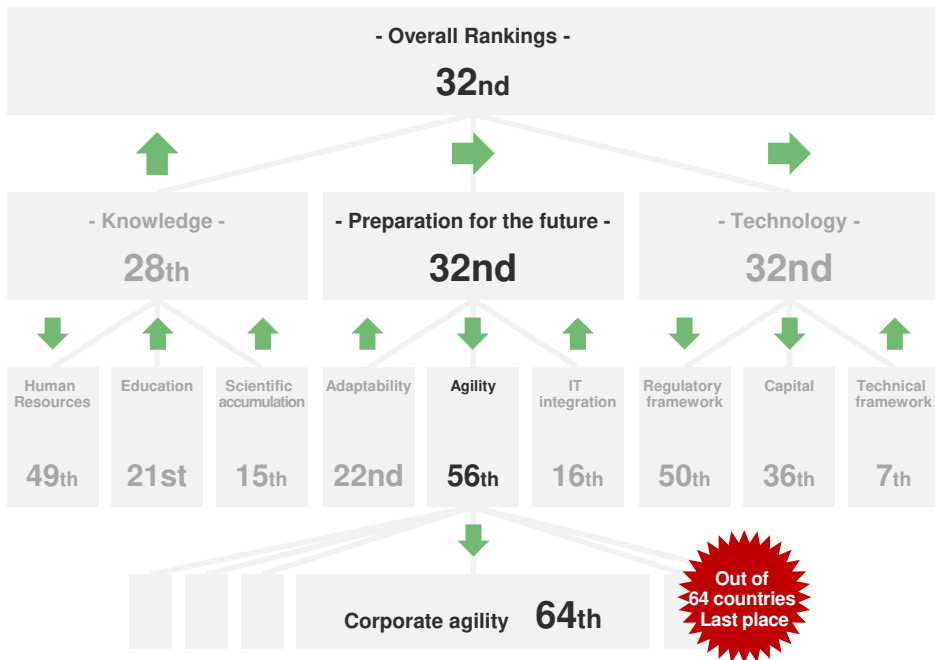 - Overall Rankings -
32nd
- Knowledge -
28th
- Preparation for the future -
32nd
- Technology -
32nd
Human
Resources
49th
Education
21st
Scientific
accumulation
15th
Adaptability
22nd
Agility
56th
IT
integration
16th
Regulatory
framework
50th
Capital
36th
Technical
framework
7th
Corporate agility 64th
Out of
64 countries
Last place